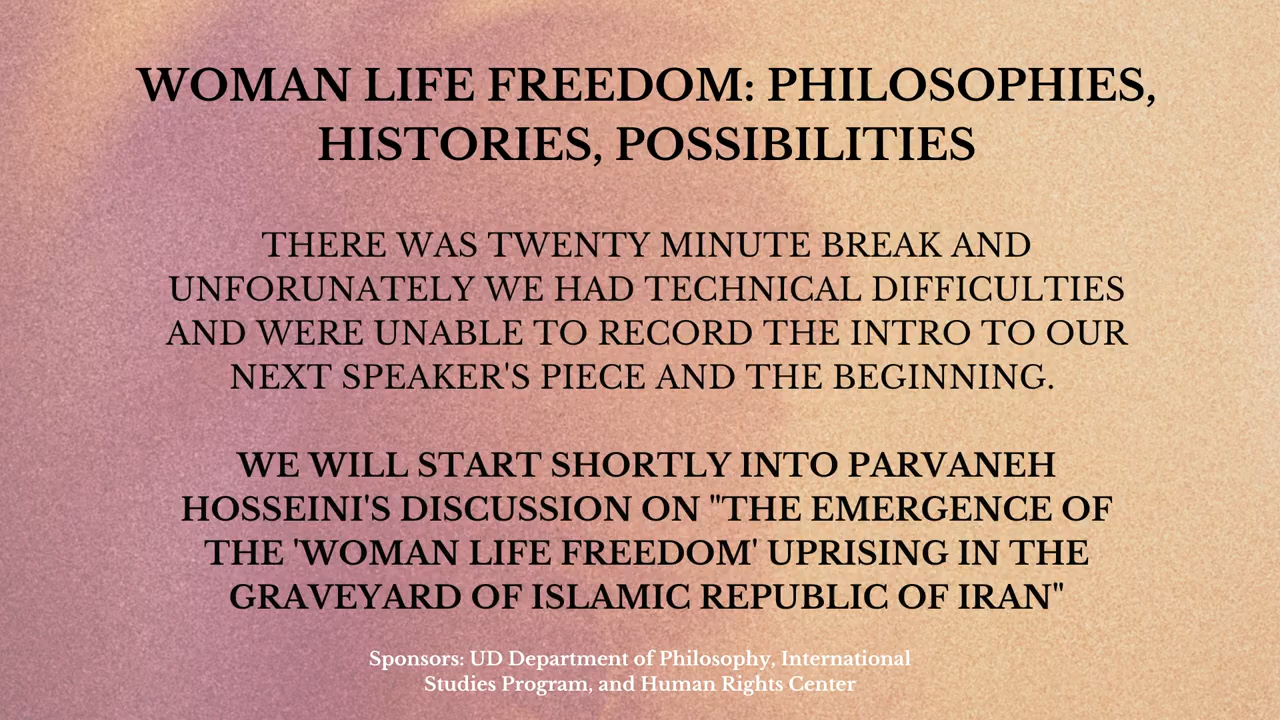 WOMAN LIFE FREEDOM: PHILOSOPHIES,
HISTORIES, POSSIBILITIES
THERE WAS TWENTY MINUTE BREAK AND
UNFORUNATELY WE HAD TECHNICAL DIFFICULTIES
AND WERE UNABLE TO RECORD THE INTRO TO OUR
NEXT SPEAKER'S PIECE AND THE BEGINNING.
WE WILL START SHORTLY INTO PARVANEH
HOSSEINI'S DISCUSSION ON "THE EMERGENCE OF
THE 'WOMAN LIFE FREEDOM' UPRISING IN THE
GRAVEYARD OF ISLAMIC REPUBLIC OF IRAN"
Sponsors: UD Department of Philosophy, International
Studies Program, and Human Rights Center